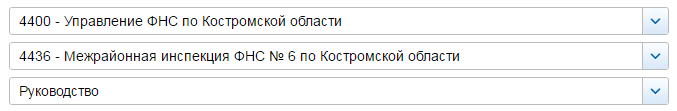 4400 - Управление ФНС по Костромской области
4436 - Межрайонная инспекция ФНС № 6 по Костромской области
Руководство